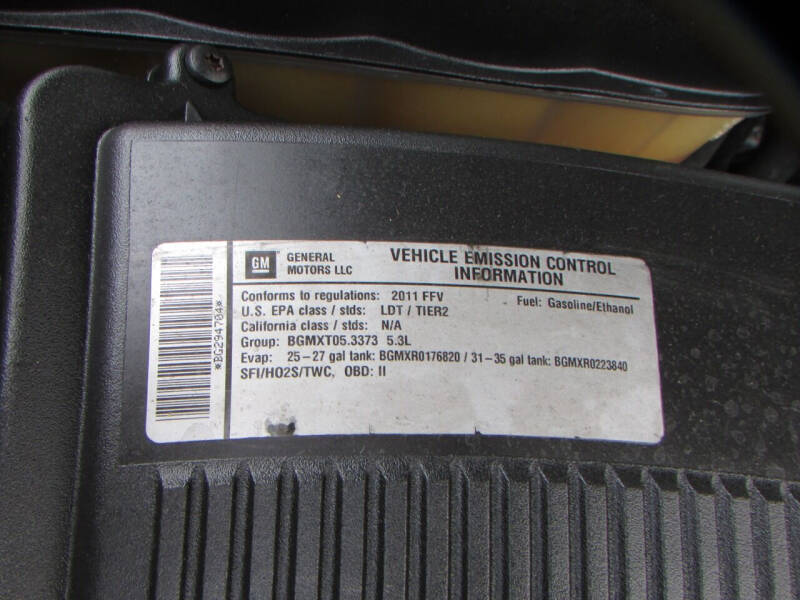 *BG294704*
GM GENERAL MOTORS LLC
VEHICLE EMISSION CONTROL
INFORMATION
Conforms to regulations: 2011 FFV Fuel: Gasoline/Ethanol
U.S. EPA class / stds: LDT / TIER2
California class / stds: N/A
Group: BGMXT05.3373 5.3L
Evap: 25-27 gal tank: BGMXR0176820 / 31-35 gal tank: BGMXR0223840
SFI/HO2S/TWC, OBD: II